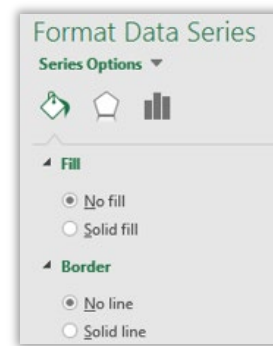 Format Data Series
Series Options
Fill
No fill
Solid fill
Border
No line
Solid line